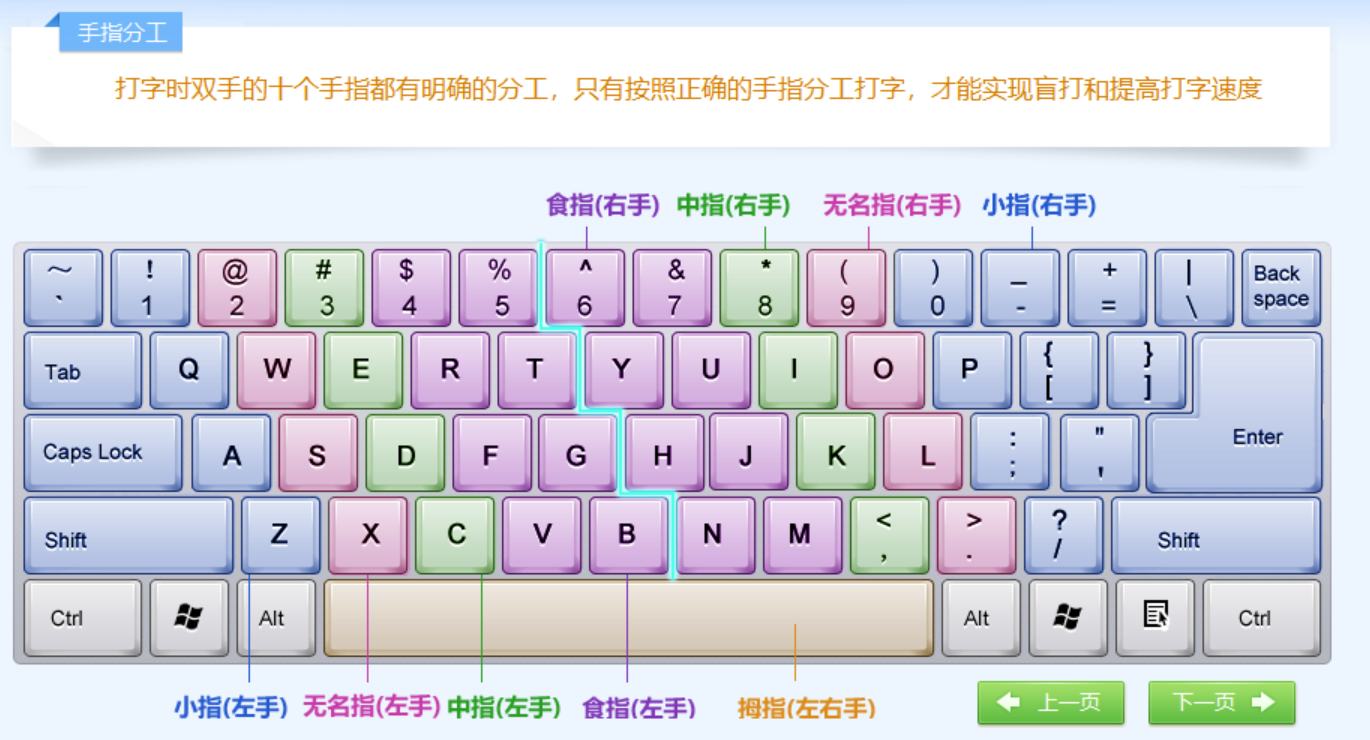 手指分工
打字时双手的十个手指都有明确的分工，只有按照正确的手指分工打字，才能实现盲打和提高打字速度
食指(右手) 中指(右手) 无名指(右手) 小指(右手)
~ ! @ # $ % ^ & * ( ) _ + | Back
` 1 2 3 4 5 6 7 8 9 0 - = \ space
Tab Q W E R T Y U I O P { }
[ ]
Caps Lock A S D F G H J K L : " Enter
; '
Shift Z X C V B N M < > ? Shift
, . /
Ctrl Alt Alt Ctrl
小指(左手) 无名指(左手) 中指(左手) 食指(左手) 拇指(左右手)
上一页 下一页